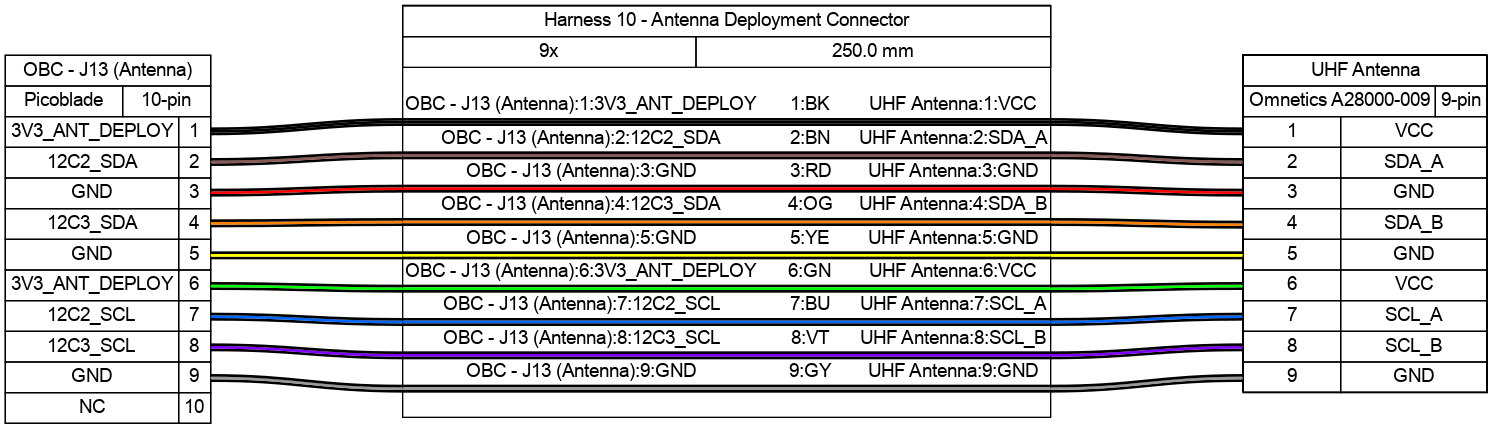 Harness 10 - Antenna Deployment Connector
9x 250.0 mm
OBC - J13 (Antenna)
Picoblade 10-pin
3V3_ANT_DEPLOY 1
12C2_SDA 2
GND 3
12C3_SDA 4
GND 5
3V3_ANT_DEPLOY 6
12C2_SCL 7
12C3_SCL 8
GND 9
NC 10
OBC - J13 (Antenna):1:3V3_ANT_DEPLOY 1:BK UHF Antenna:1:VCC
OBC - J13 (Antenna):2:12C2_SDA 2:BN UHF Antenna:2:SDA_A
OBC - J13 (Antenna):3:GND 3:RD UHF Antenna:3:GND
OBC - J13 (Antenna):4:12C3_SDA 4:OG UHF Antenna:4:SDA_B
OBC - J13 (Antenna):5:GND 5:YE UHF Antenna:5:GND
OBC - J13 (Antenna):6:3V3_ANT_DEPLOY 6:GN UHF Antenna:6:VCC
OBC - J13 (Antenna):7:12C2_SCL 7:BU UHF Antenna:7:SCL_A
OBC - J13 (Antenna):8:12C3_SCL 8:VT UHF Antenna:8:SCL_B
OBC - J13 (Antenna):9:GND 9:GY UHF Antenna:9:GND
UHF Antenna
Omnetics A28000-009 9-pin
1 VCC
2 SDA_A
3 GND
4 SDA_B
5 GND
6 VCC
7 SCL_A
8 SCL_B
9 GND